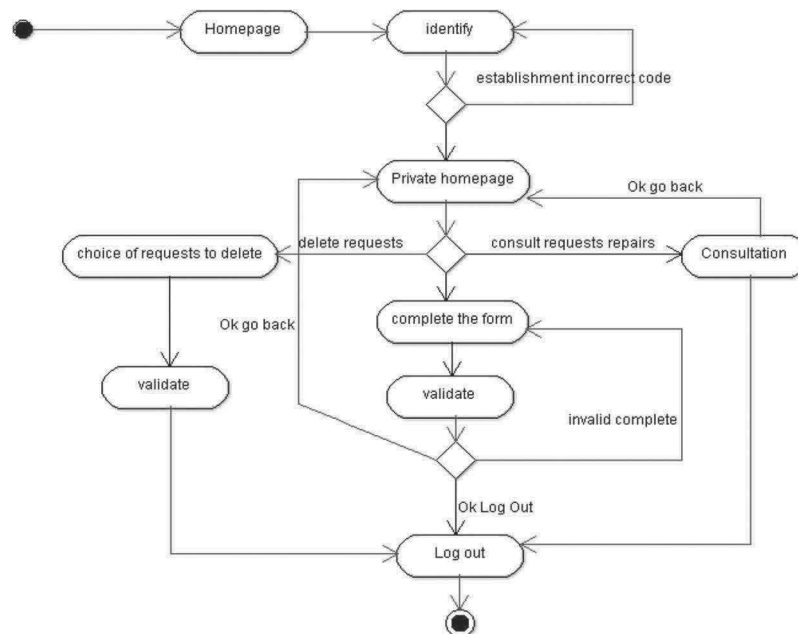 Homepage
identify
establishment incorrect code
Private homepage
Ok go back
choice of requests to delete
delete requests
consult requests repairs
Consultation
Ok go back
complete the form
validate
validate
invalid complete
Ok Log Out
Log out